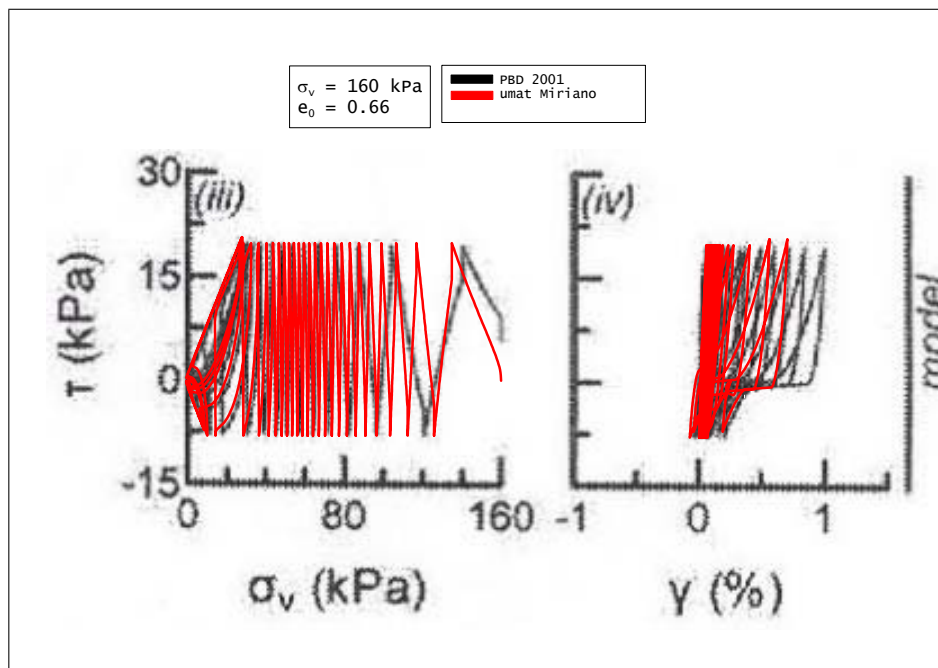 σv = 160 kPa
e0 = 0.66
PBD 2001
umat Miriano
30
15
0
-15
τ (kPa)
(iii)
0
80
160
σv (kPa)
(iv)
-1
0
1
γ (%)
model